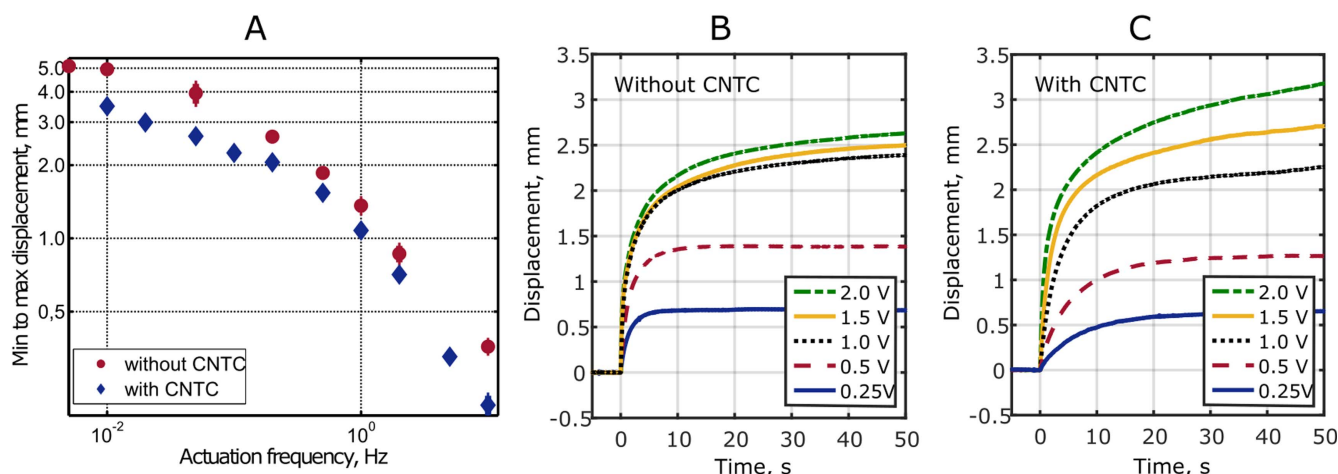 A
Min to max displacement, mm
5.0
4.0
3.0
2.0
1.0
0.5
without CNTC
with CNTC
10⁻²
10⁰
Actuation frequency, Hz
B
Displacement, mm
3.5
3
2.5
2
1.5
1
0.5
0
-0.5
Without CNTC
2.0 V
1.5 V
1.0 V
0.5 V
0.25V
0
10
20
30
40
50
Time, s
C
Displacement, mm
3.5
3
2.5
2
1.5
1
0.5
0
-0.5
With CNTC
2.0 V
1.5 V
1.0 V
0.5 V
0.25V
0
10
20
30
40
50
Time, s